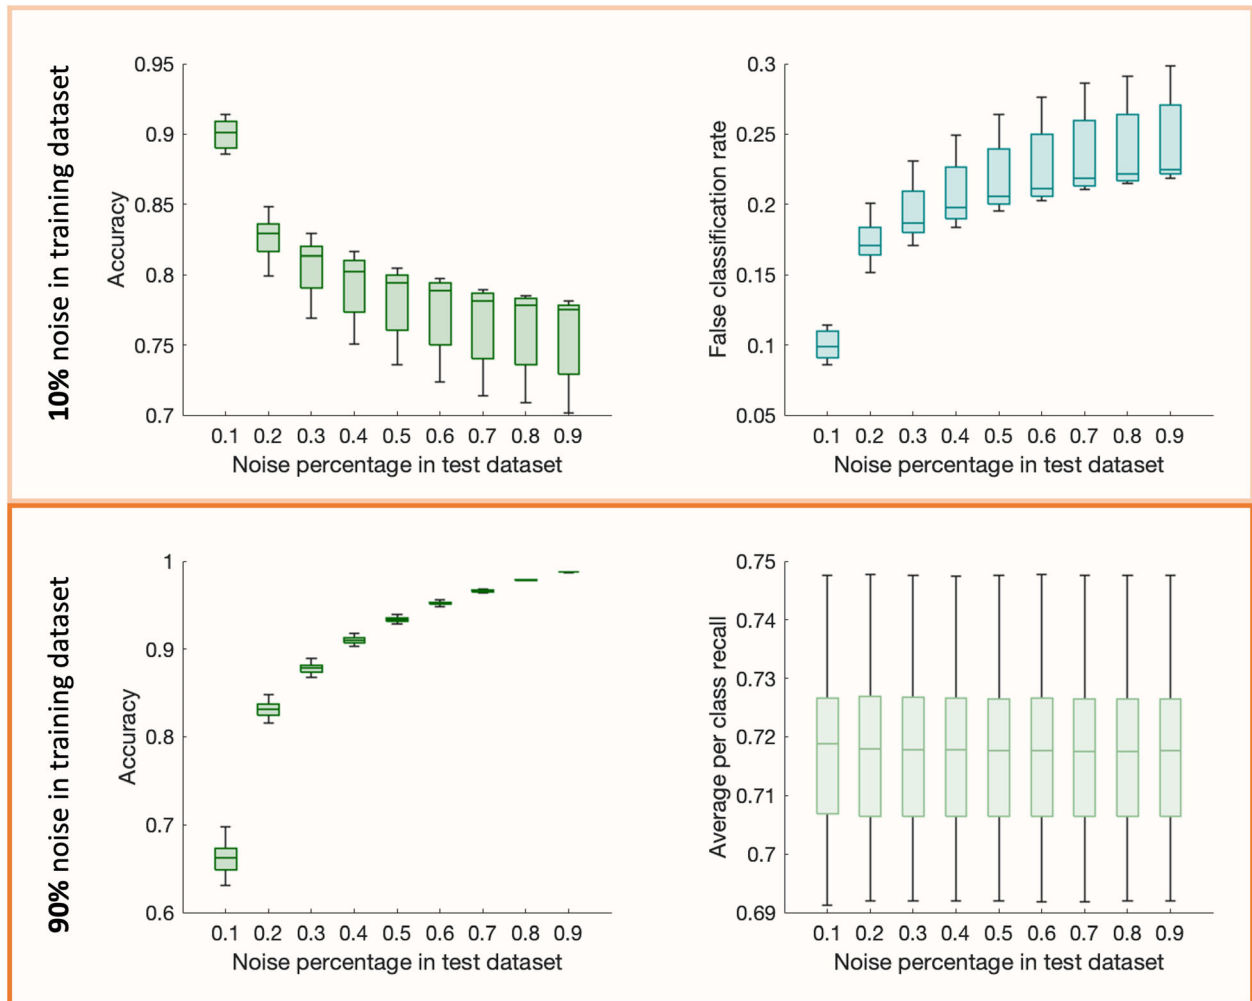 10% noise in training dataset
Accuracy
0.95
0.9
0.85
0.8
0.75
0.7
0.1 0.2 0.3 0.4 0.5 0.6 0.7 0.8 0.9
Noise percentage in test dataset
False classification rate
0.3
0.25
0.2
0.15
0.1
0.05
0.1 0.2 0.3 0.4 0.5 0.6 0.7 0.8 0.9
Noise percentage in test dataset
90% noise in training dataset
Accuracy
1
0.9
0.8
0.7
0.6
0.1 0.2 0.3 0.4 0.5 0.6 0.7 0.8 0.9
Noise percentage in test dataset
Average per class recall
0.75
0.74
0.73
0.72
0.71
0.7
0.69
0.1 0.2 0.3 0.4 0.5 0.6 0.7 0.8 0.9
Noise percentage in test dataset